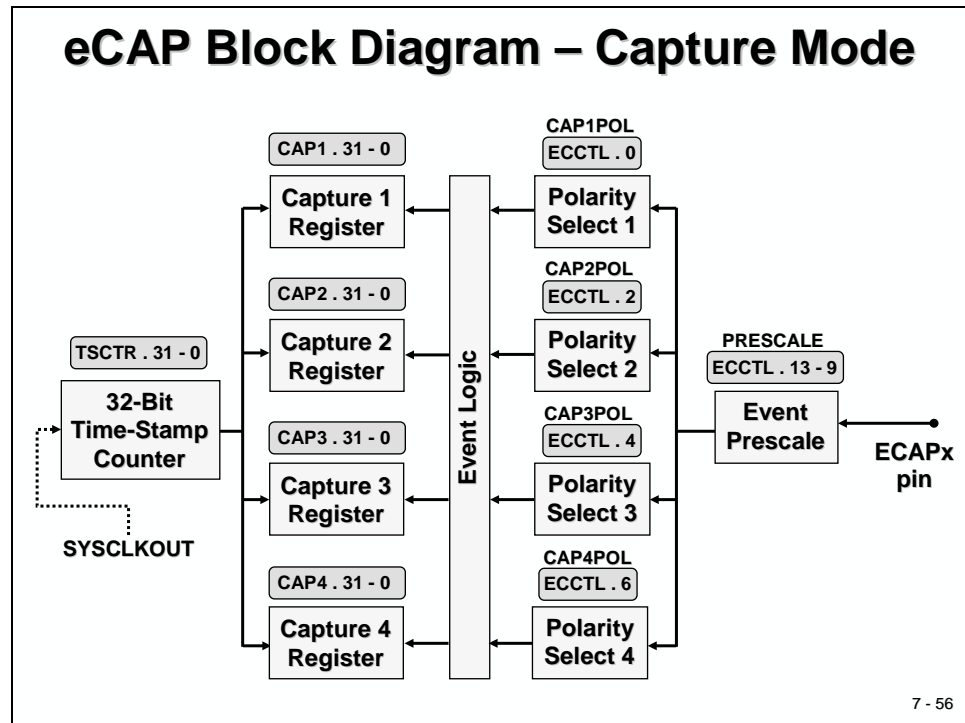 eCAP Block Diagram – Capture Mode
CAP1POL
CAP1 . 31 - 0
ECCTL . 0
Capture 1
Register
Polarity
Select 1
CAP2POL
CAP2 . 31 - 0
ECCTL . 2
Capture 2
Register
Polarity
Select 2
TSCTR . 31 - 0
32-Bit
Time-Stamp
Counter
SYSCLKOUT
Event Logic
PRESCALE
ECCTL . 13 - 9
Event
Prescale
ECAPx
pin
CAP3POL
CAP3 . 31 - 0
ECCTL . 4
Capture 3
Register
Polarity
Select 3
CAP4POL
CAP4 . 31 - 0
ECCTL . 6
Capture 4
Register
Polarity
Select 4
7 - 56